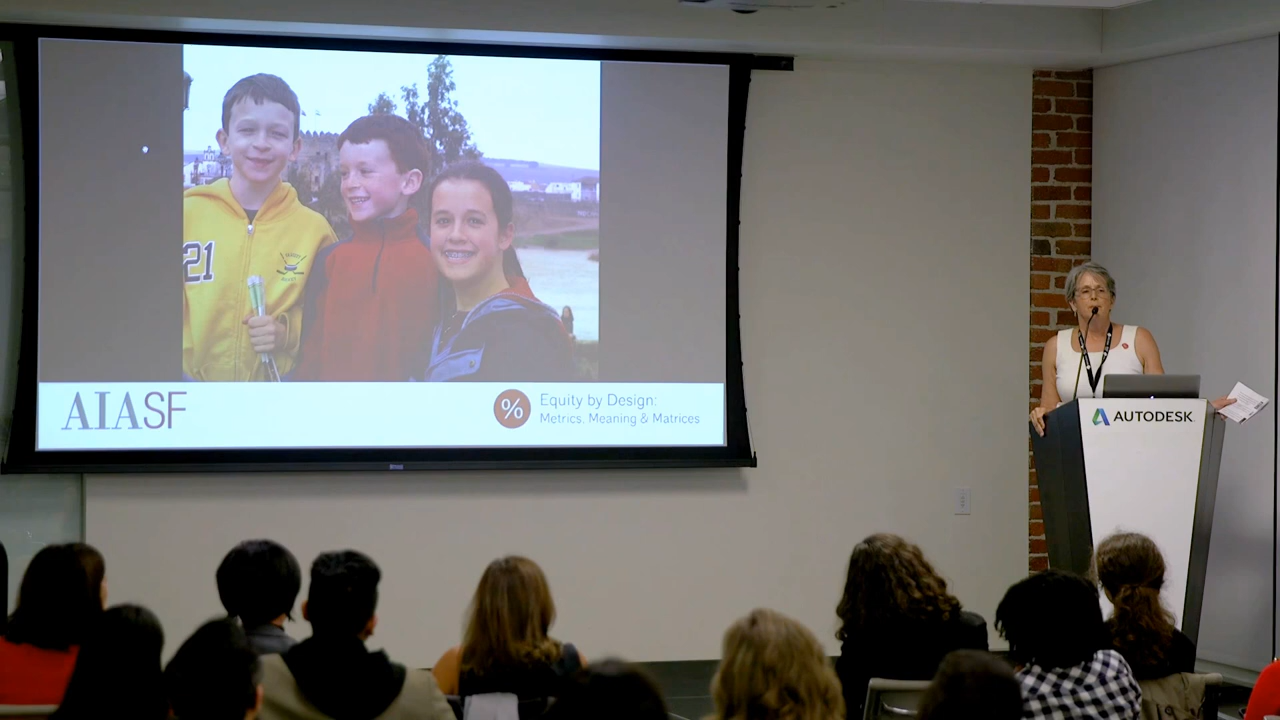 21
AIASF
%
Equity by Design:
Metrics, Meaning & Matrices
AUTODESK